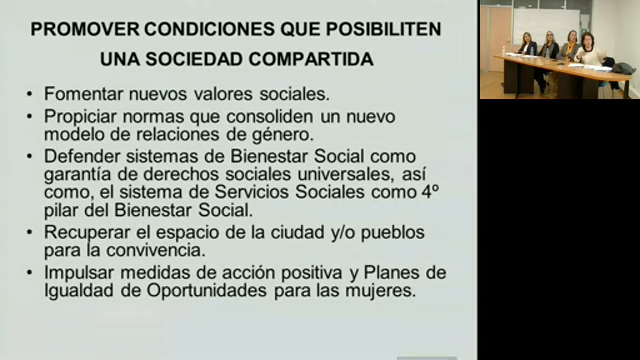 PROMOVER CONDICIONES QUE POSIBILITEN
UNA SOCIEDAD COMPARTIDA
• Fomentar nuevos valores sociales.
• Propiciar normas que consoliden un nuevo
modelo de relaciones de género.
• Defender sistemas de Bienestar Social como
garantía de derechos sociales universales, así
como, el sistema de Servicios Sociales como 4º
pilar del Bienestar Social.
• Recuperar el espacio de la ciudad y/o pueblos
para la convivencia.
• Impulsar medidas de acción positiva y Planes de
Igualdad de Oportunidades para las mujeres.